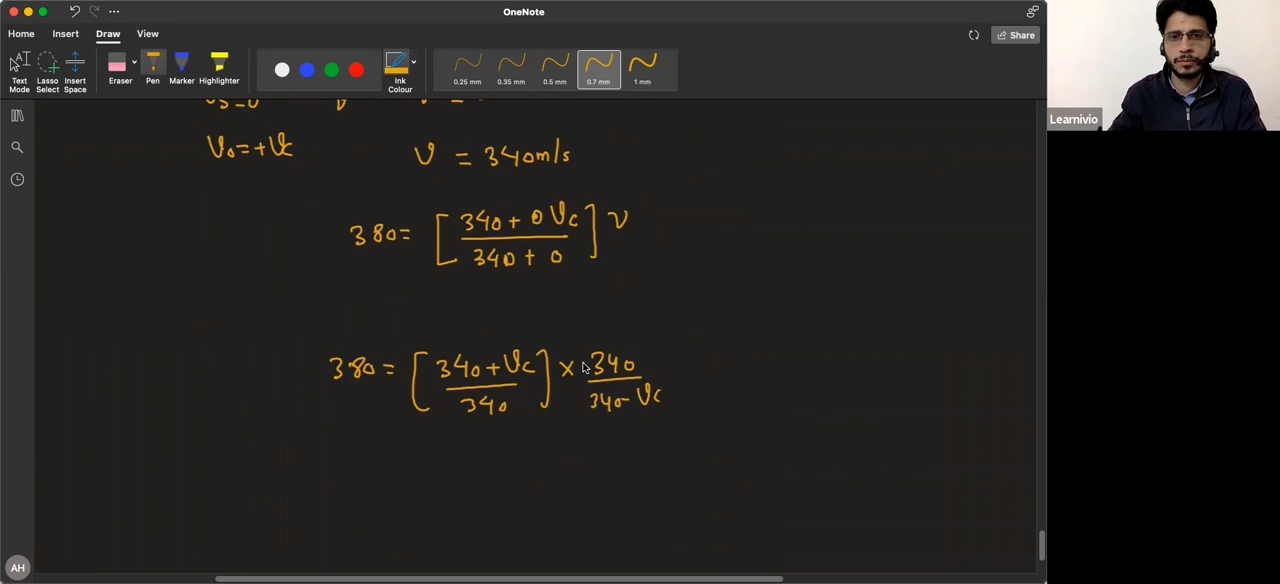 OneNote
Home Insert Draw View
Share
Text Mode
Lasso Select
Insert Space
Eraser
Pen
Marker
Highlighter
Ink Colour
0.25 mm
0.35 mm
0.5 mm
0.7 mm
1 mm
Learnivio
V0=+Vc
V = 340m/s
380= [ 340+ 0 Vc / 340+ 0 ] ν
380= [ 340+Vc / 340 ] x 340 / 340-Vc
AH